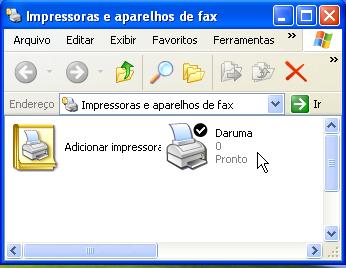 Impressoras e aparelhos de fax
Arquivo Editar Exibir Favoritos Ferramentas »
»
Endereço Impressoras e aparelhos de fax Ir
Adicionar impressora
Daruma
0
Pronto